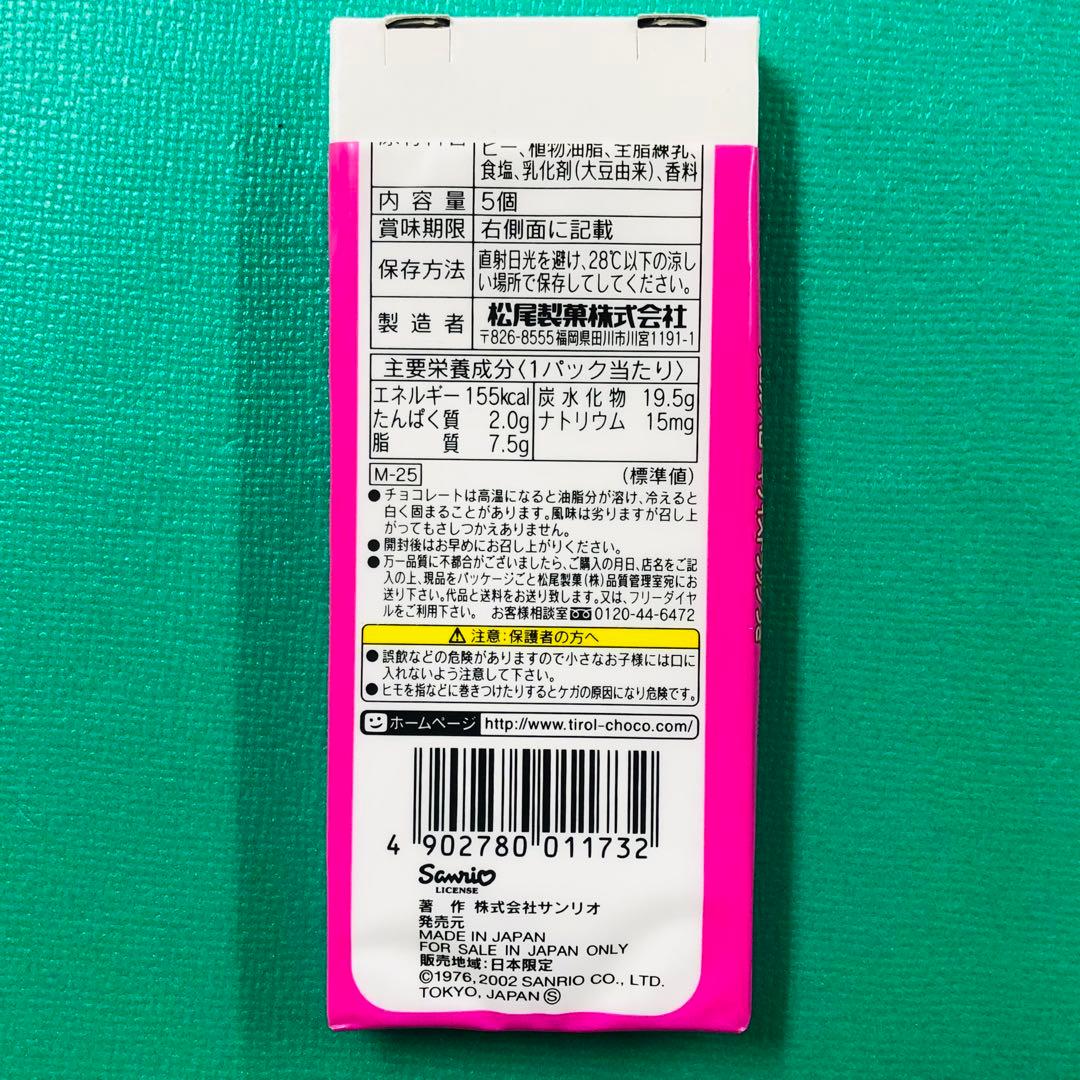 ヒー、植物油脂、全脂練乳、
食塩、乳化剤(大豆由来)、香料
内容量 5個
賞味期限 右側面に記載
保存方法 直射日光を避け、28℃以下の涼し
い場所で保存してしてください。
製造者 松尾製菓株式会社
〒826-8555福岡県田川市川宮1191-1
主要栄養成分〈1パック当たり〉
エネルギー 155kcal 炭水化物 19.5g
たんぱく質 2.0g ナトリウム 15mg
脂質 7.5g
M-25 (標準値)
●チョコレートは高温になると油脂分が溶け、冷えると
白く固まることがあります。風味は劣りますが召し上
がってもさしつかえありません。
●開封後はお早めにお召し上がりください。
●万一品質に不都合がございましたら、ご購入の月日、店名をご記
入の上、現品をパッケージごと松尾製菓(株)品質管理室宛にお
送り下さい。代品と送料をお送り致します。又は、フリーダイヤ
ルをご利用下さい。 お客様相談室 0120-44-6472
⚠注意:保護者の方へ
●誤飲などの危険がありますので小さなお子様には口に
入れないよう注意して下さい。
●ヒモを指などに巻きつけたりするとケガの原因になり危険です。
ホームページ http://www.tirol-choco.com/
4 902780 011732
Sanrio
LICENSE
著作 株式会社サンリオ
発売元
MADE IN JAPAN
FOR SALE IN JAPAN ONLY
販売地域:日本限定
©1976,2002 SANRIO CO., LTD.
TOKYO, JAPAN Ⓢ